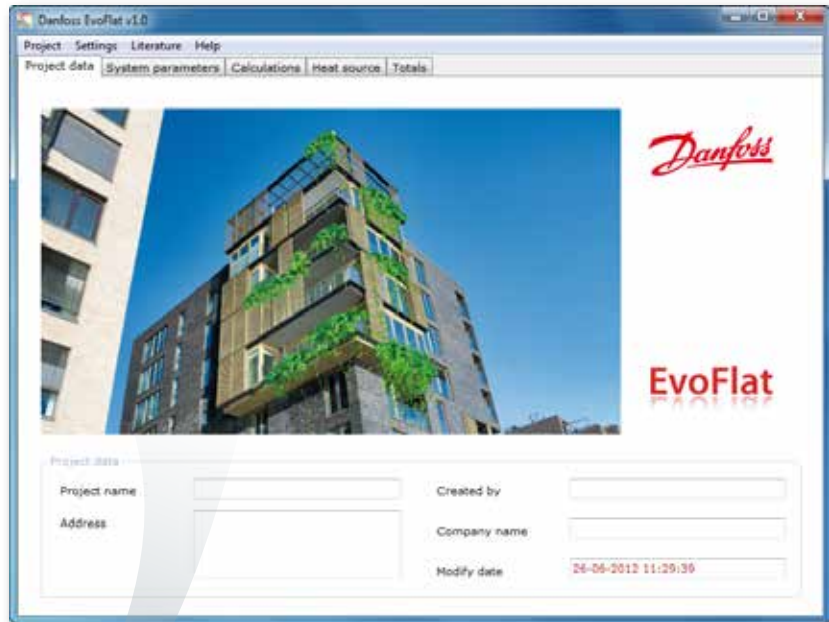 Danfoss EvoFlat v1.0
Project Settings Literature Help
Project data System parameters Calculations Heat source Totals
Danfoss
EvoFlat
Project data
Project name
Created by
Address
Company name
Modify date
26-06-2012 11:29:39